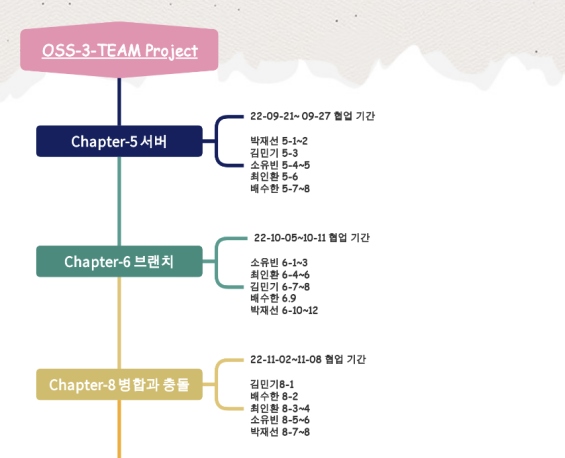 OSS-3-TEAM Project
Chapter-5 서버
22-09-21~ 09-27 협업 기간
박재선 5-1~2
김민기 5-3
소유빈 5-4~5
최인환 5-6
배수한 5-7~8
Chapter-6 브랜치
22-10-05~10-11 협업 기간
소유빈 6-1~3
최인환 6-4~6
김민기 6-7~8
배수한 6.9
박재선 6-10~12
Chapter-8 병합과 충돌
22-11-02~11-08 협업 기간
김민기8-1
배수한 8-2
최인환 8-3~4
소유빈 8-5~6
박재선 8-7~8